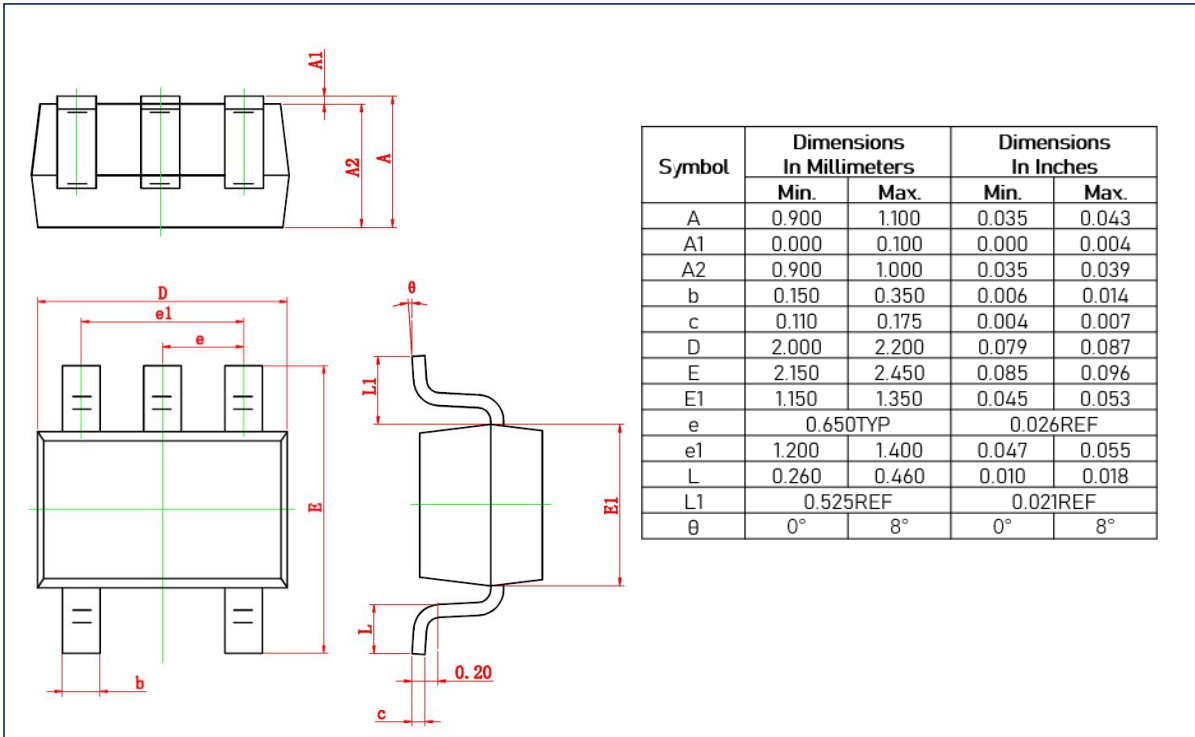 A1
A2
A
D
e1
e
E
b
θ
L1
E1
L
0.20
c
Symbol Dimensions In Millimeters Dimensions In Inches
Min. Max. Min. Max.
A 0.900 1.100 0.035 0.043
A1 0.000 0.100 0.000 0.004
A2 0.900 1.000 0.035 0.039
b 0.150 0.350 0.006 0.014
c 0.110 0.175 0.004 0.007
D 2.000 2.200 0.079 0.087
E 2.150 2.450 0.085 0.096
E1 1.150 1.350 0.045 0.053
e 0.650TYP 0.026REF
e1 1.200 1.400 0.047 0.055
L 0.260 0.460 0.010 0.018
L1 0.525REF 0.021REF
θ 0° 8° 0° 8°